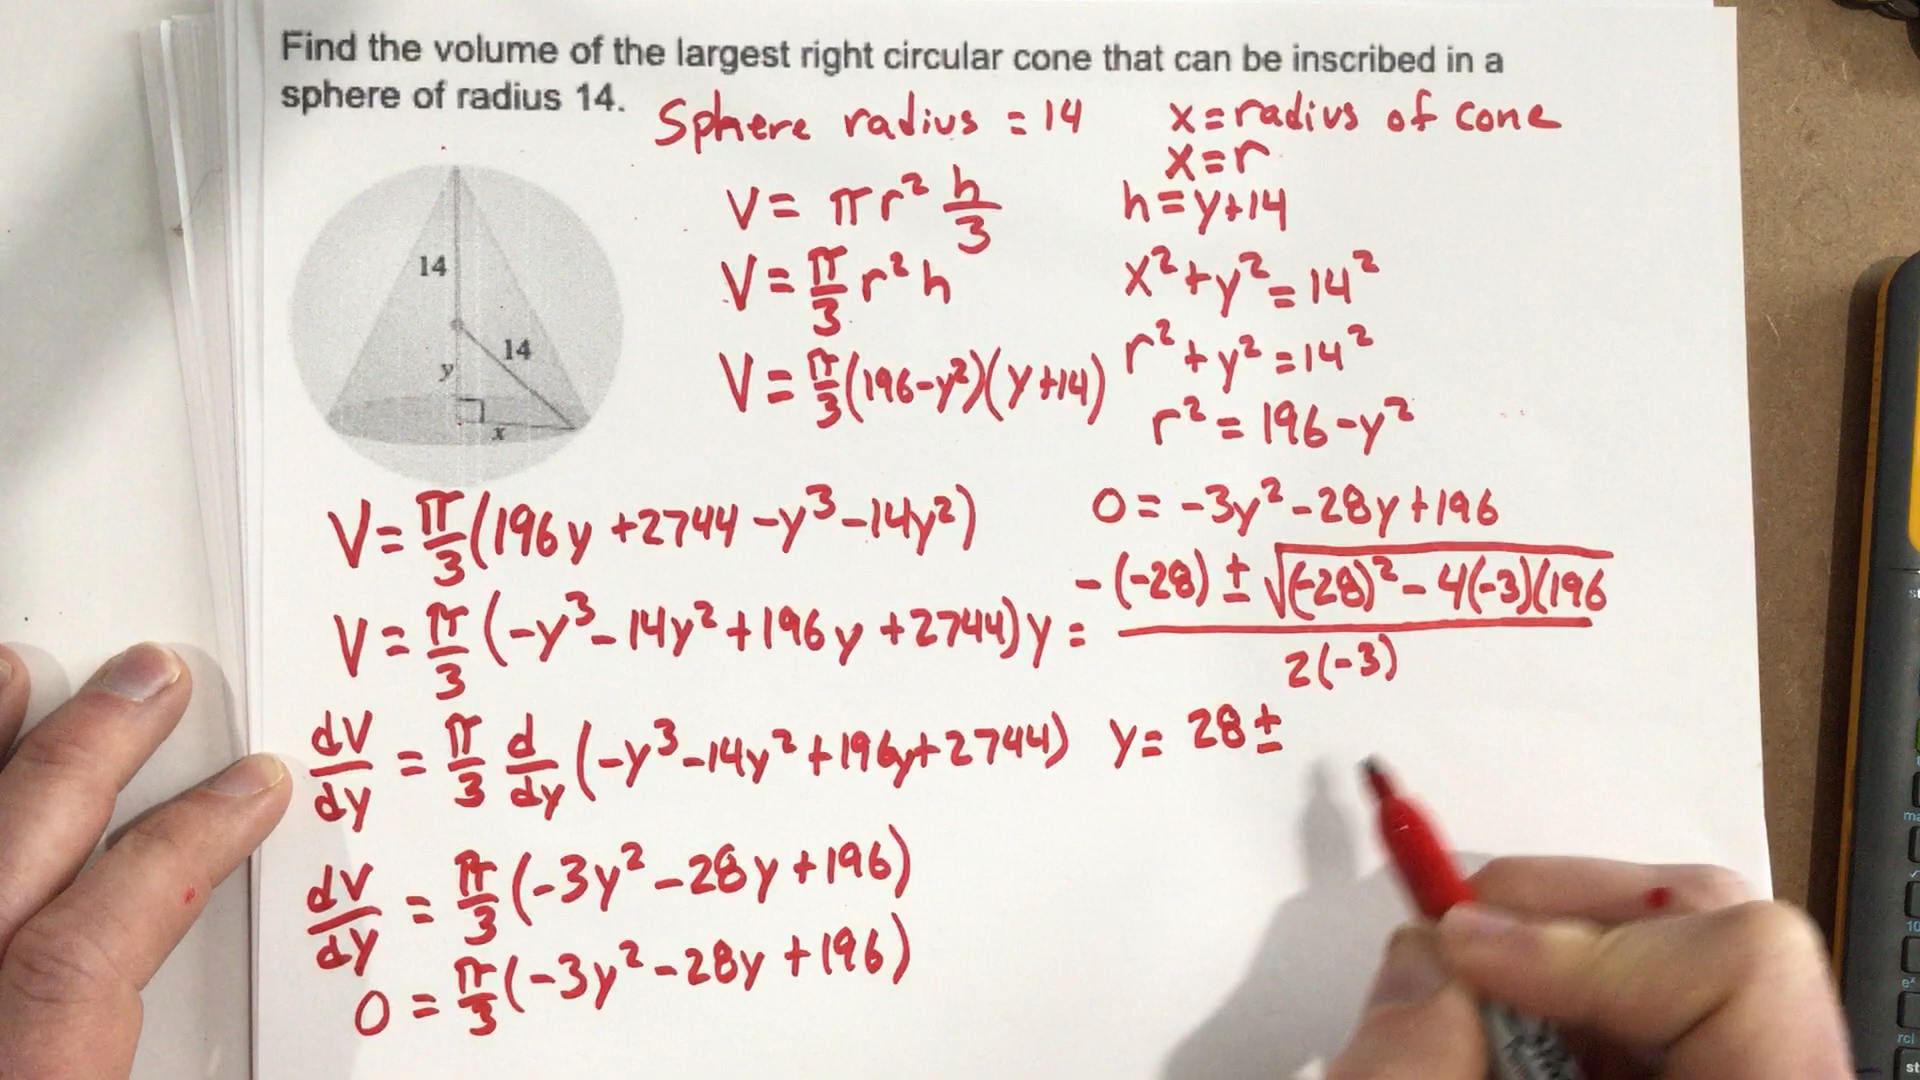 Find the volume of the largest right circular cone that can be inscribed in a
sphere of radius 14.
Sphere radius = 14
x = radius of cone
x = r
V = πr² h/3
h = y+14
V = π/3 r² h
x² + y² = 14²
V = π/3 (196-y²)(y+14)
r² + y² = 14²
r² = 196-y²
14
14
y
x
V = π/3 (196y + 2744 - y³ - 14y²)
V = π/3 (-y³ - 14y² + 196y + 2744)
dV/dy = π/3 d/dy (-y³ - 14y² + 196y + 2744)
dV/dy = π/3 (-3y² - 28y + 196)
0 = π/3 (-3y² - 28y + 196)
0 = -3y² - 28y + 196
y = -(-28) ± √(-28)² - 4(-3)(196 / 2(-3)
y = 28 ±